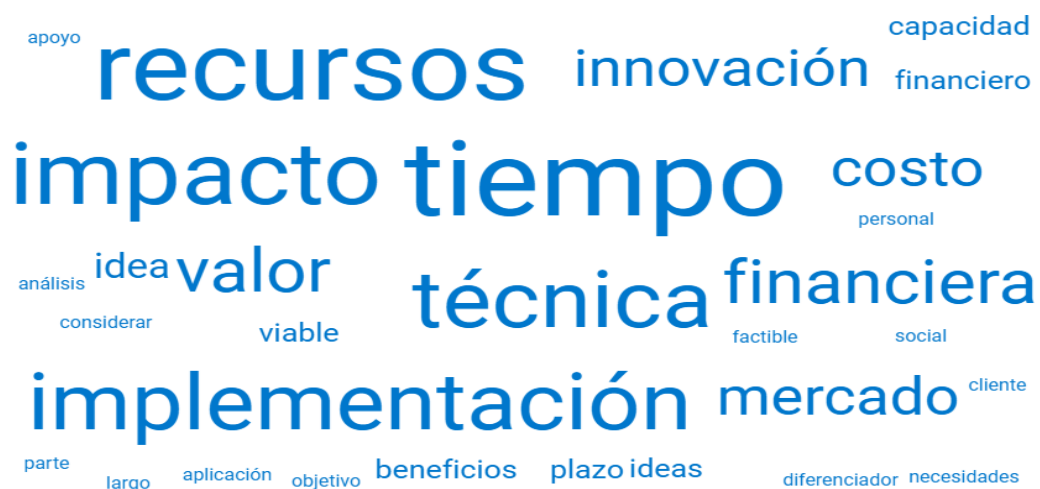 capacidad
apoyo recursos innovación financiero
impacto tiempo costo
personal
análisis idea valor técnica financiera
considerar viable factible social
implementación mercado cliente
parte largo aplicación objetivo beneficios plazo ideas diferenciador necesidades